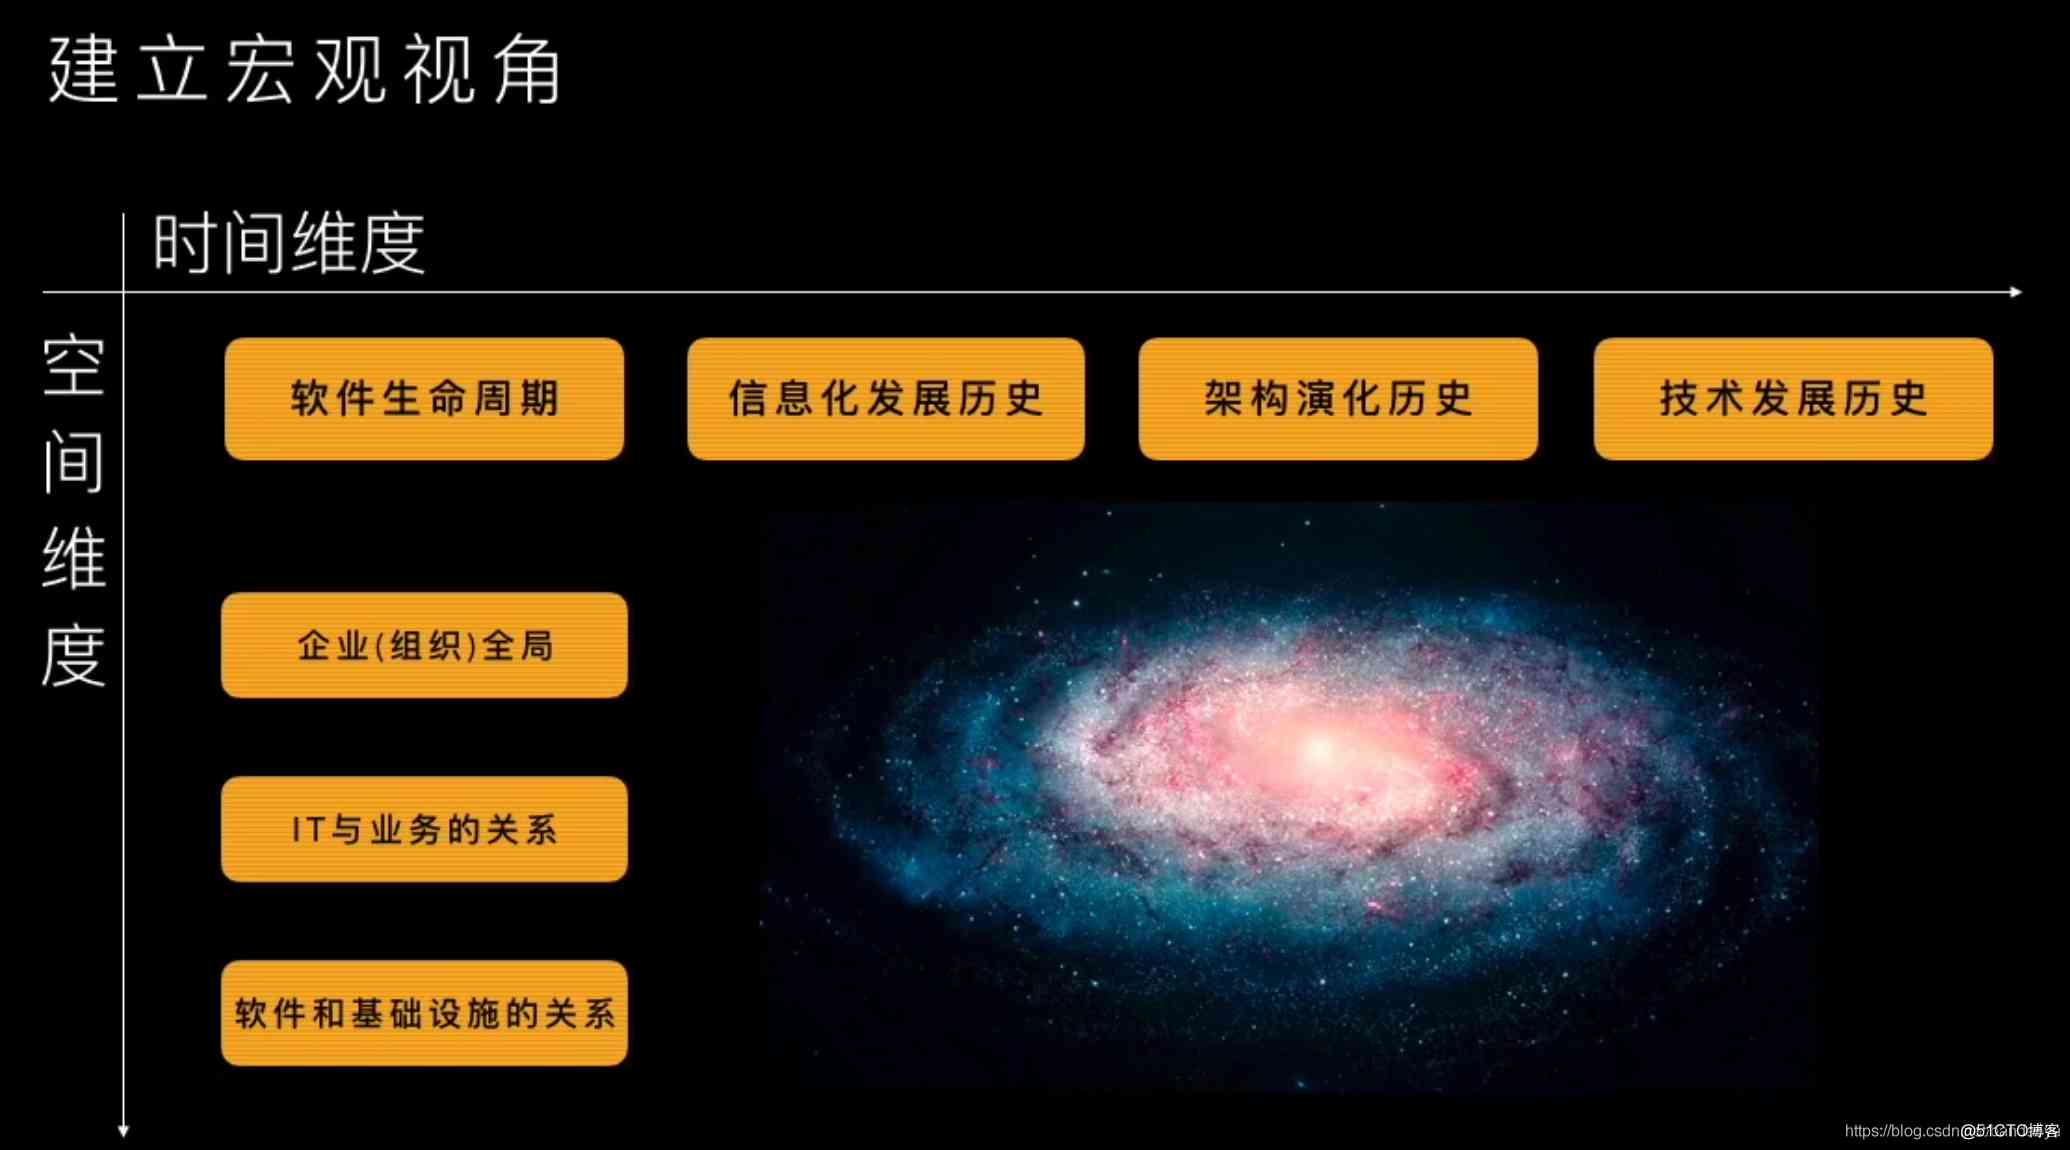 建立宏观视角
时间维度
空间维度
软件生命周期
信息化发展历史
架构演化历史
技术发展历史
企业(组织)全局
IT与业务的关系
软件和基础设施的关系
https://blog.csdn
@51CTO博客